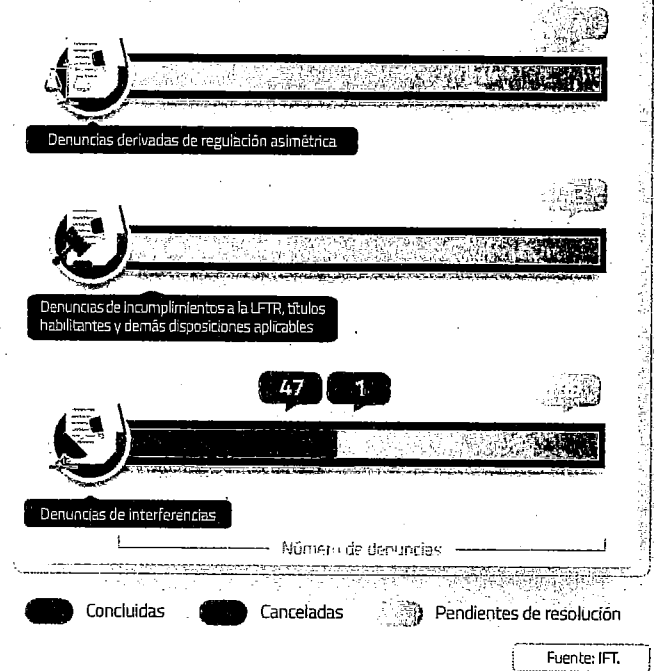 Denuncias derivadas de regulación asimétrica
Denuncias de incumplimientos a la LFTR, títulos
habilitantes y demás disposiciones aplicables
47 1
Denuncias de interferencias
Número de denuncias
Concluidas Canceladas Pendientes de resolución
Fuente: IFT.